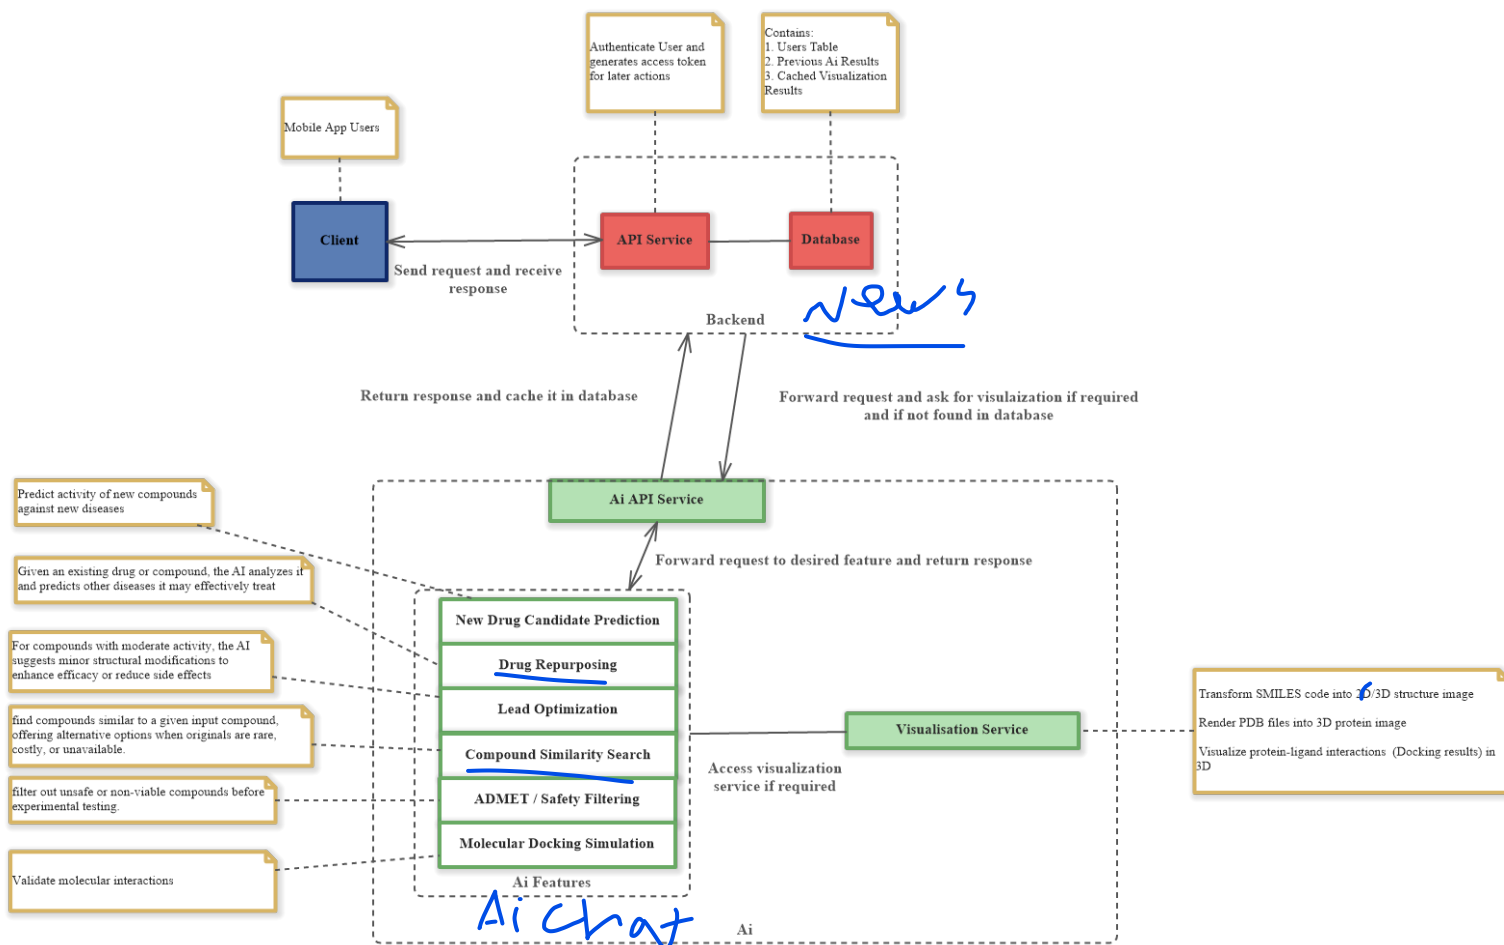 Authenticate User and
generates access token
for later actions
Contains:
1. Users Table
2. Previous Ai Results
3. Cached Visualization
Results
Mobile App Users
Client
API Service
Database
Send request and receive
response
Backend
News
Return response and cache it in database
Forward request and ask for visulaization if required
and if not found in database
Ai API Service
Forward request to desired feature and return response
Predict activity of new compounds
against new diseases
Given an existing drug or compound, the AI analyzes it
and predicts other diseases it may effectively treat
For compounds with moderate activity, the AI
suggests minor structural modifications to
enhance efficacy or reduce side effects
find compounds similar to a given input compound,
offering alternative options when originals are rare,
costly, or unavailable.
filter out unsafe or non-viable compounds before
experimental testing.
Validate molecular interactions
New Drug Candidate Prediction
Drug Repurposing
Lead Optimization
Compound Similarity Search
ADMET / Safety Filtering
Molecular Docking Simulation
Ai Features
Ai Chat
Ai
Access visualization
service if required
Visualisation Service
Transform SMILES code into 2D/3D structure image
Render PDB files into 3D protein image
Visualize protein-ligand interactions (Docking results) in
3D